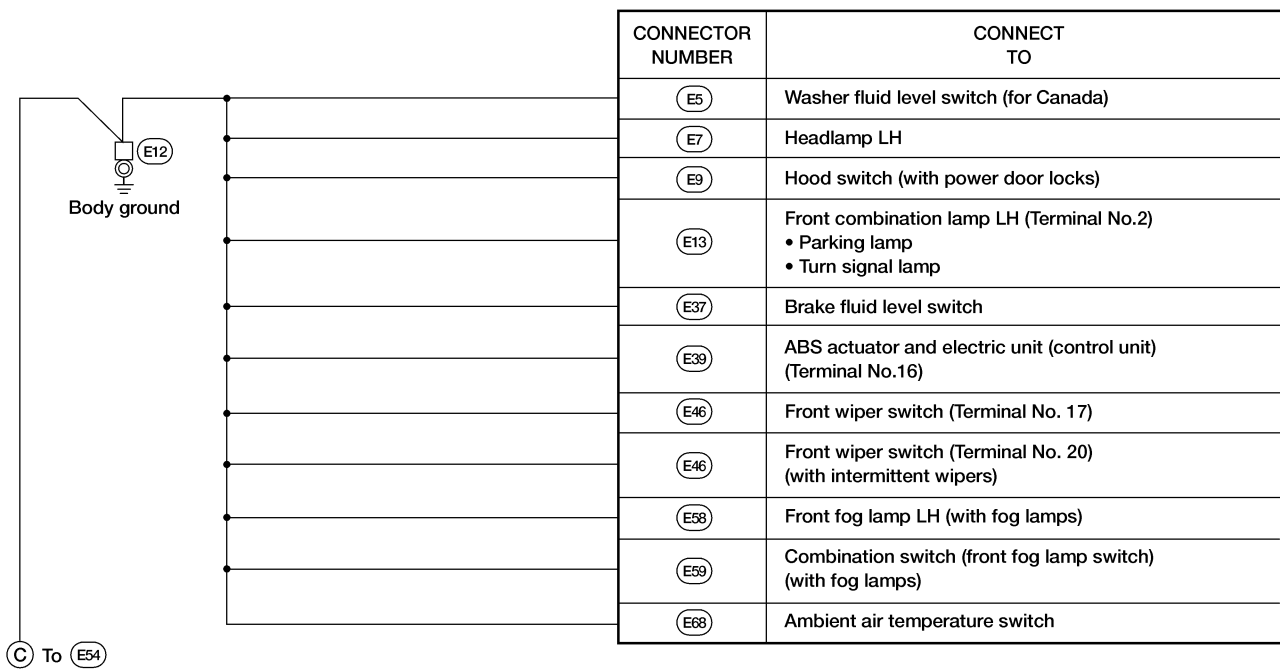 CONNECTOR
NUMBER
CONNECT
TO
E5
Washer fluid level switch (for Canada)
E7
Headlamp LH
E12
E9
Hood switch (with power door locks)
Body ground
E13
Front combination lamp LH (Terminal No.2)
• Parking lamp
• Turn signal lamp
E37
Brake fluid level switch
E39
ABS actuator and electric unit (control unit)
(Terminal No.16)
E46
Front wiper switch (Terminal No. 17)
E46
Front wiper switch (Terminal No. 20)
(with intermittent wipers)
E58
Front fog lamp LH (with fog lamps)
E59
Combination switch (front fog lamp switch)
(with fog lamps)
E68
Ambient air temperature switch
C To E54